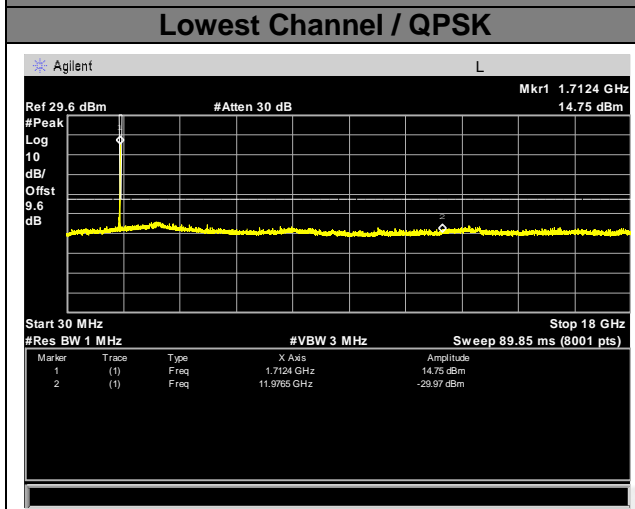 Lowest Channel / QPSK
Agilent L
Mkr1 1.7124 GHz
Ref 29.6 dBm #Atten 30 dB 14.75 dBm
#Peak
Log
10
dB/
Offst
9.6
dB
2
Start 30 MHz Stop 18 GHz
#Res BW 1 MHz #VBW 3 MHz Sweep 89.85 ms (8001 pts)
Marker Trace Type X Axis Amplitude
1 (1) Freq 1.7124 GHz 14.75 dBm
2 (1) Freq 11.9765 GHz -29.97 dBm